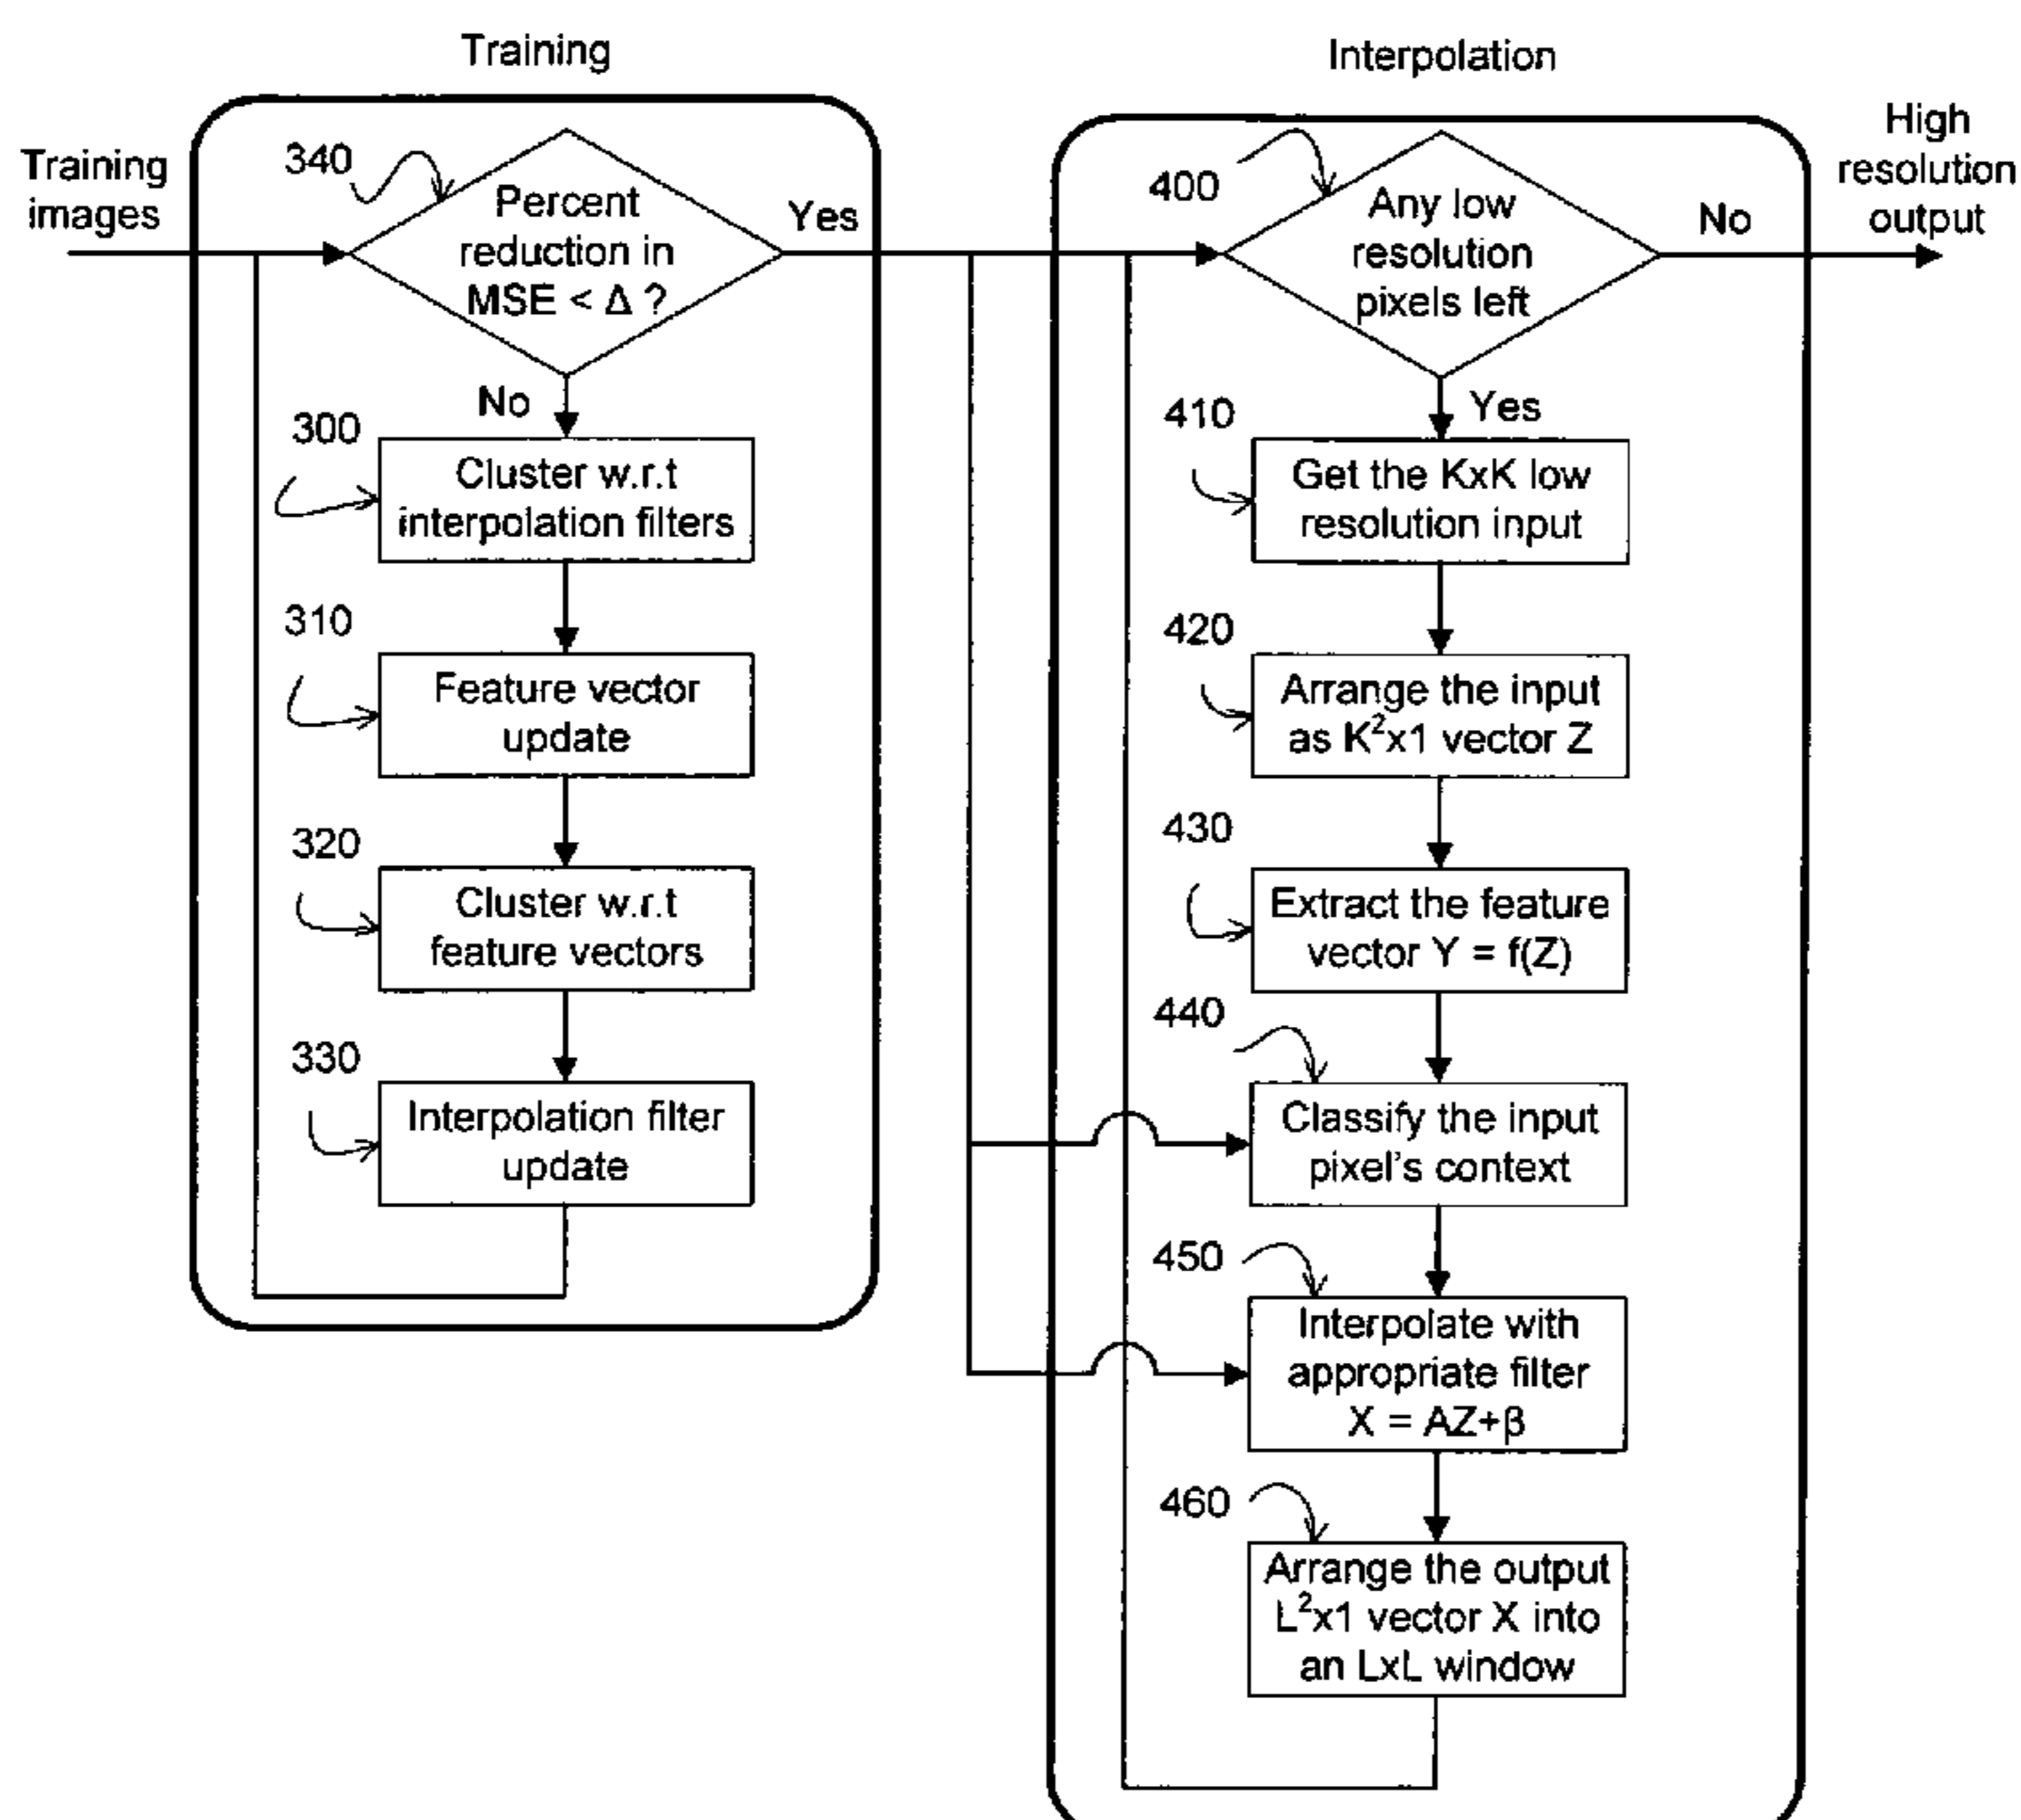 Training
Training
images
340
Percent
reduction in
MSE < Δ ?
Yes
No
300
Cluster w.r.t
interpolation filters
310
Feature vector
update
320
Cluster w.r.t
feature vectors
330
Interpolation filter
update
Interpolation
400
Any low
resolution
pixels left
No
High
resolution
output
Yes
410
Get the KxK low
resolution input
420
Arrange the input
as K²x1 vector Z
430
Extract the feature
vector Y = f(Z)
440
Classify the input
pixel's context
450
Interpolate with
appropriate filter
X = AZ+β
460
Arrange the output
L²x1 vector X into
an LxL window